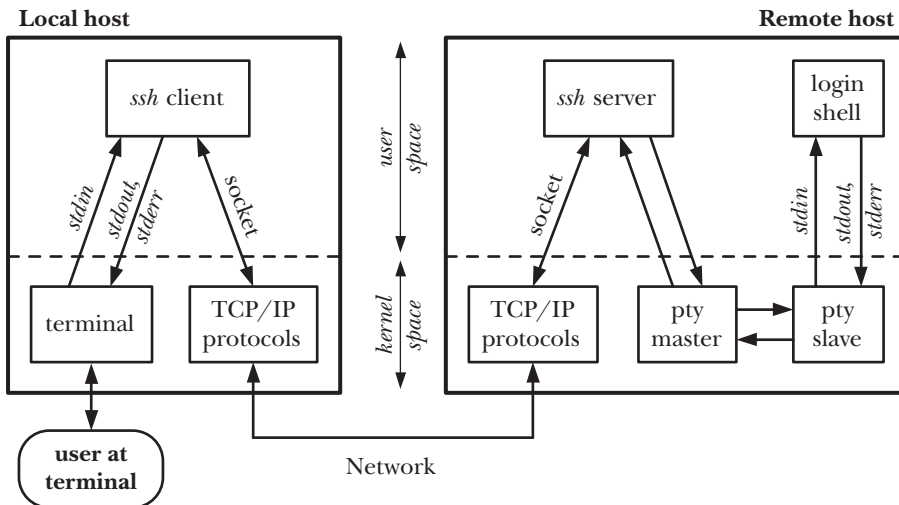 Local host
Remote host
ssh client
ssh server
login
shell
user
space
stdin
stdout,
stderr
socket
socket
stdin
stdout,
stderr
terminal
TCP/IP
protocols
kernel
space
TCP/IP
protocols
pty
master
pty
slave
user at
terminal
Network